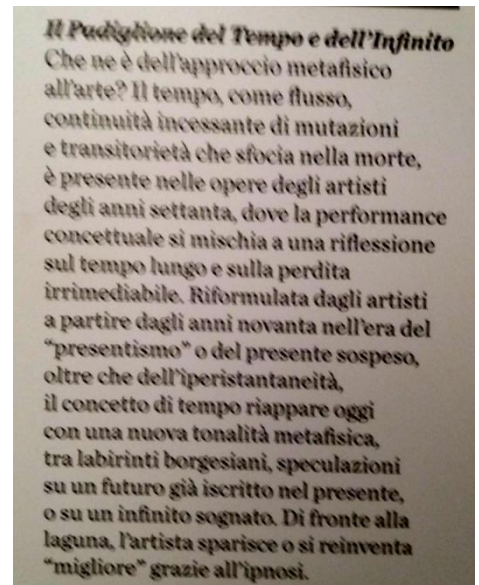 Il Padiglione del Tempo e dell'Infinito
Che ne è dell'approccio metafisico
all'arte? Il tempo, come flusso,
continuità incessante di mutazioni
e transitorietà che sfocia nella morte,
è presente nelle opere degli artisti
degli anni settanta, dove la performance
concettuale si mischia a una riflessione
sul tempo lungo e sulla perdita
irrimediabile. Riformulata dagli artisti
a partire dagli anni novanta nell'era del
“presentismo” o del presente sospeso,
oltre che dell'iperistantaneità,
il concetto di tempo riappare oggi
con una nuova tonalità metafisica,
tra labirinti borgesiani, speculazioni
su un futuro già iscritto nel presente,
o su un infinito sognato. Di fronte alla
laguna, l'artista sparisce o si reinventa
“migliore” grazie all'ipnosi.